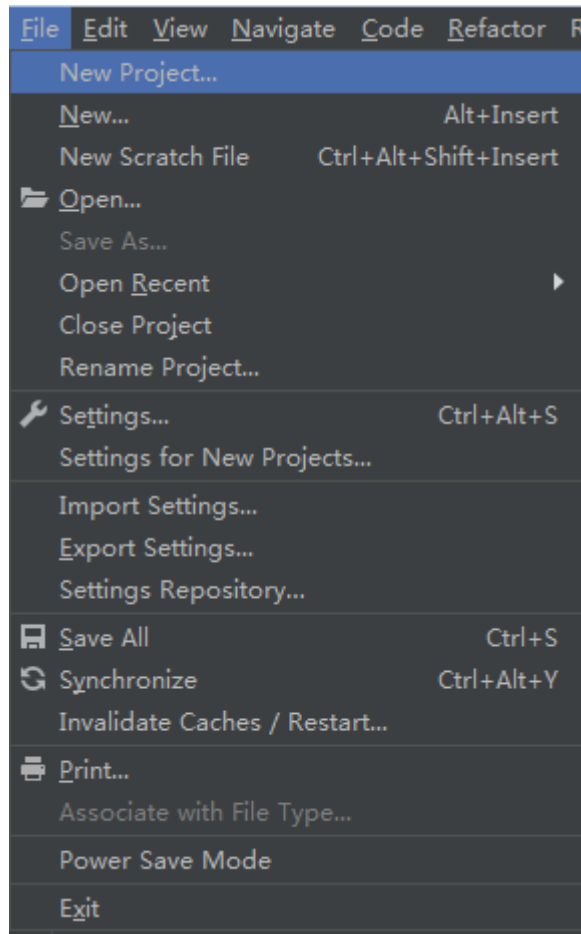 File Edit View Navigate Code Refactor R
New Project...
New... Alt+Insert
New Scratch File Ctrl+Alt+Shift+Insert
Open...
Save As...
Open Recent
Close Project
Rename Project...
Settings... Ctrl+Alt+S
Settings for New Projects...
Import Settings...
Export Settings...
Settings Repository...
Save All Ctrl+S
Synchronize Ctrl+Alt+Y
Invalidate Caches / Restart...
Print...
Associate with File Type...
Power Save Mode
Exit